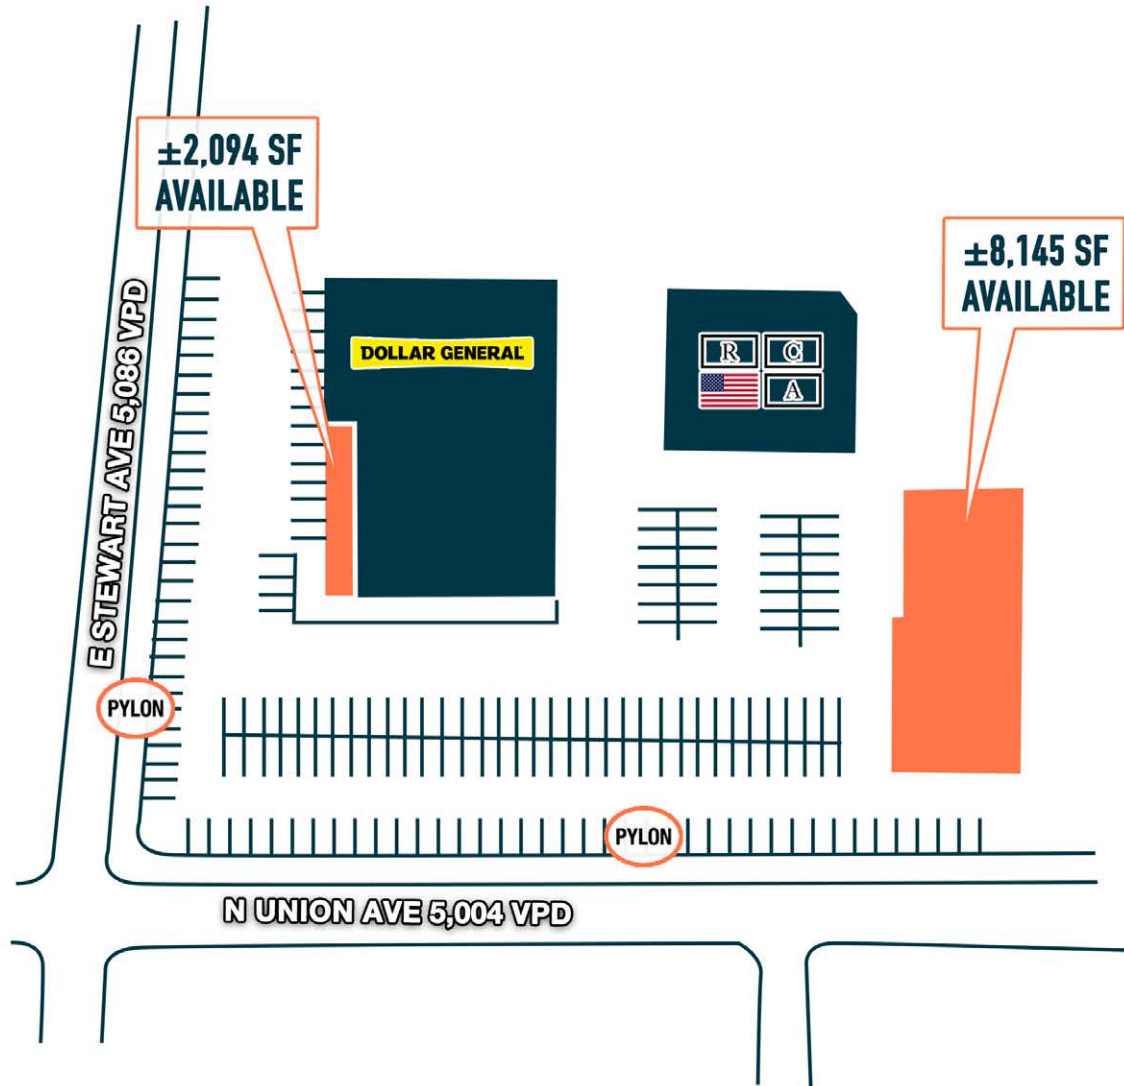 ±2,094 SF
AVAILABLE
±8,145 SF
AVAILABLE
DOLLAR GENERAL
R C
A
E STEWART AVE 5,086 VPD
PYLON
PYLON
N UNION AVE 5,004 VPD